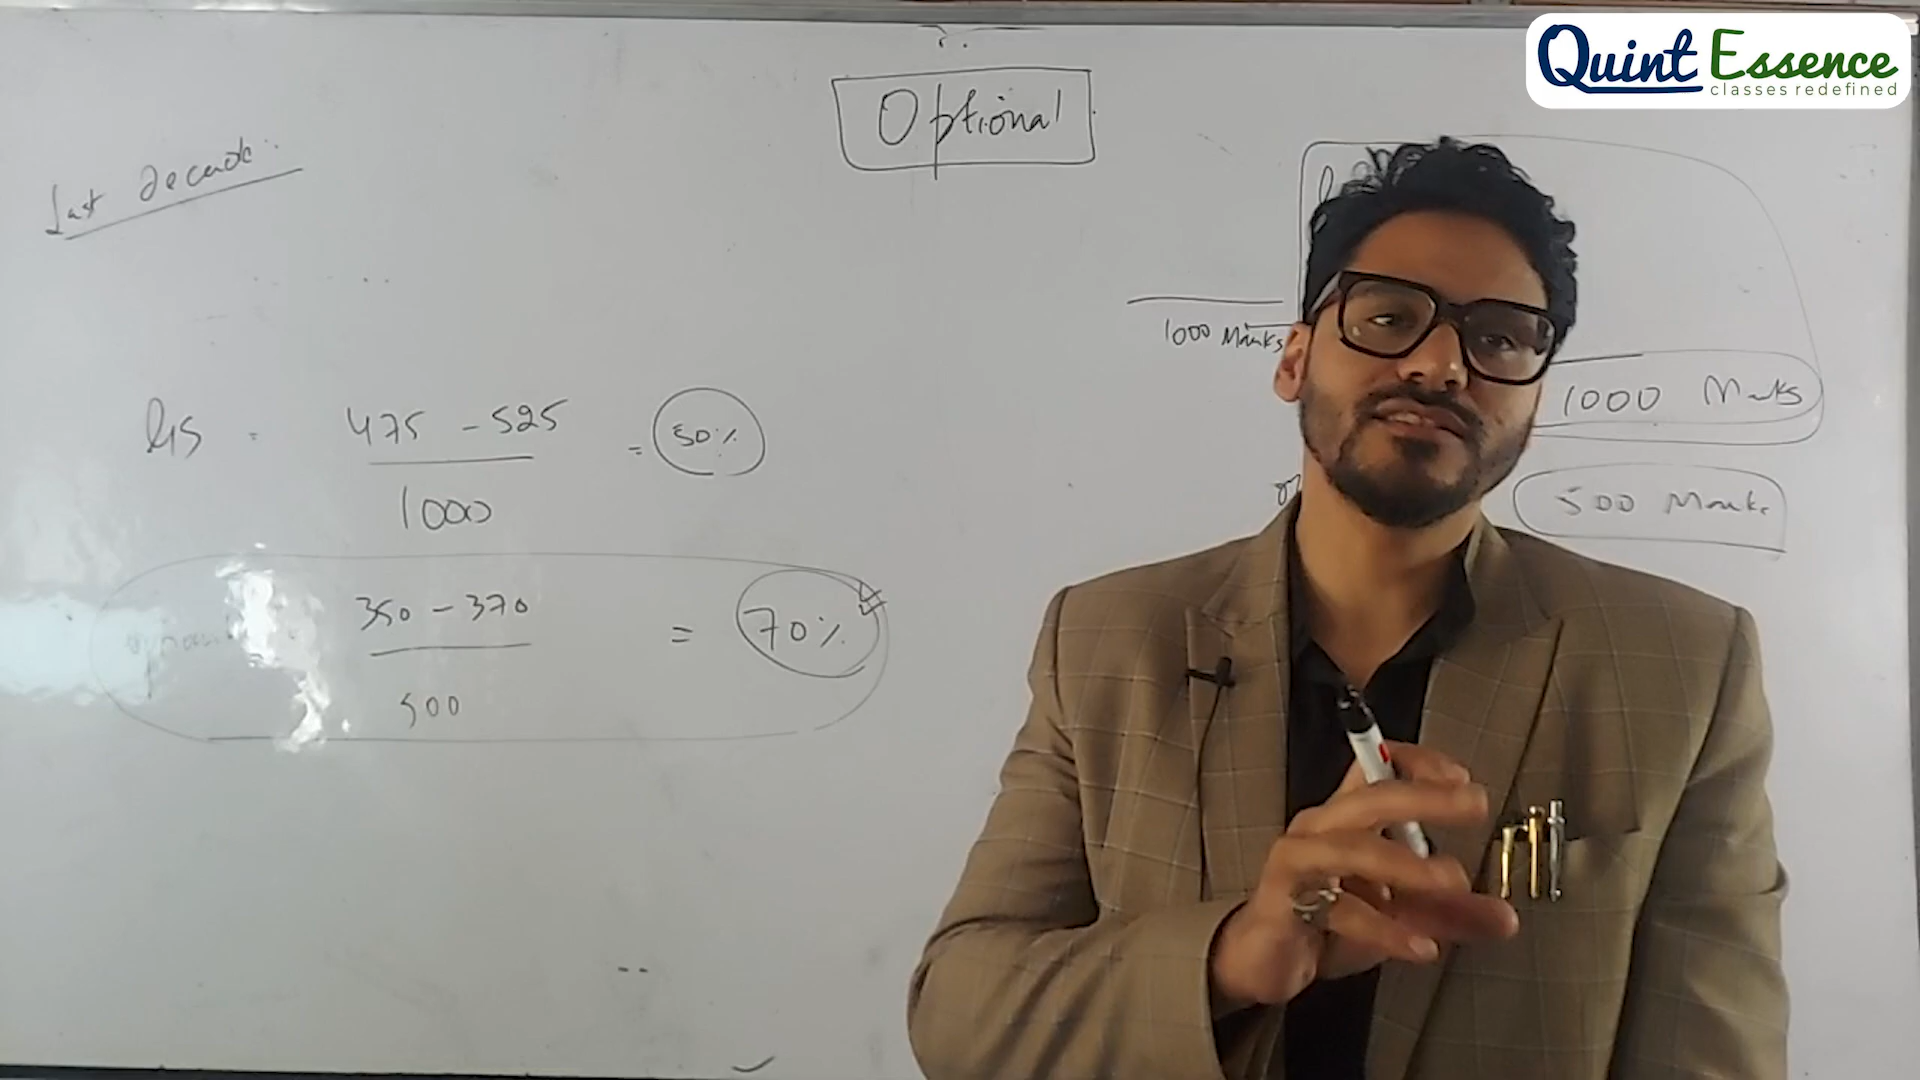 Quint Essence
classes redefined
Optional
Last Decade:
1000 Marks
1000 Marks
500 Marks
GS = 475 - 525 / 1000 = 50%
350 - 370 / 500 = 70%